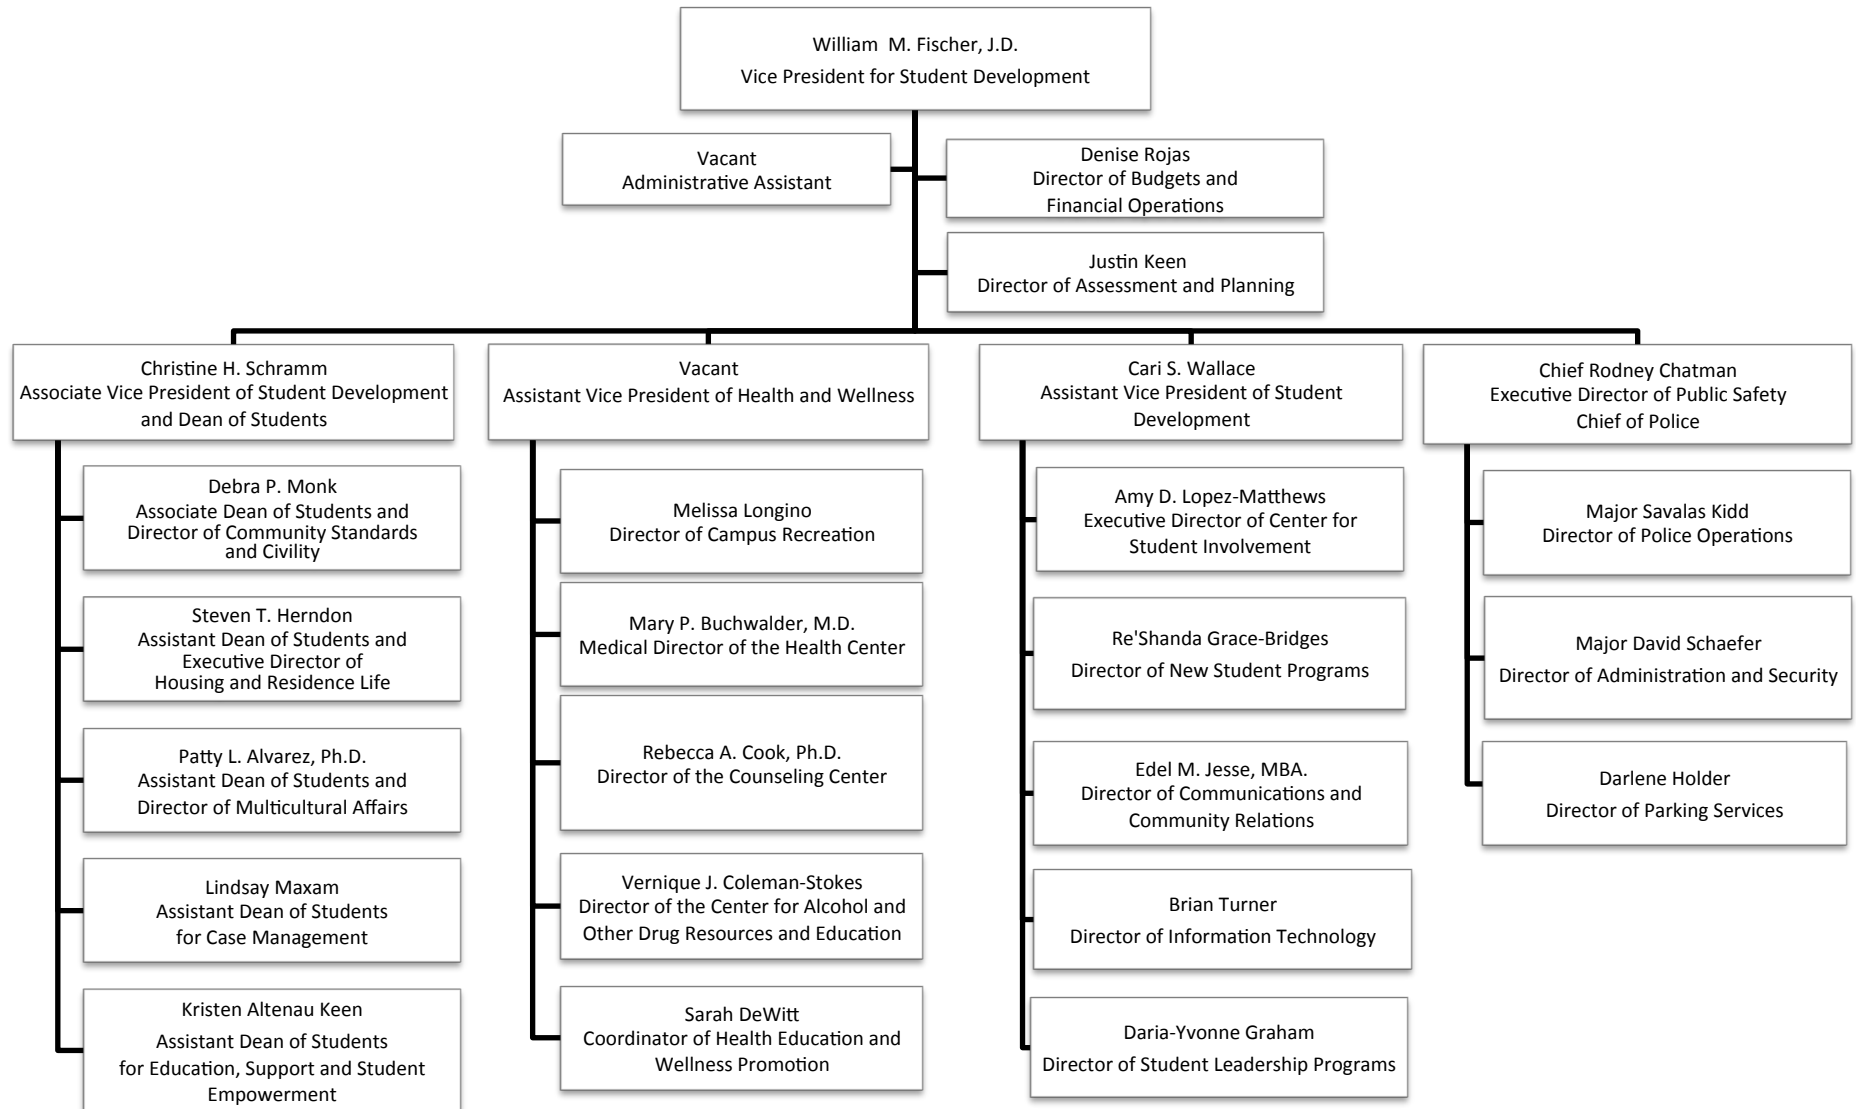 William M. Fischer, J.D.
Vice President for Student Development
Vacant
Administrative Assistant
Denise Rojas
Director of Budgets and
Financial Operations
Justin Keen
Director of Assessment and Planning
Christine H. Schramm
Associate Vice President of Student Development
and Dean of Students
Debra P. Monk
Associate Dean of Students and
Director of Community Standards
and Civility
Steven T. Herndon
Assistant Dean of Students and
Executive Director of
Housing and Residence Life
Patty L. Alvarez, Ph.D.
Assistant Dean of Students and
Director of Multicultural Affairs
Lindsay Maxam
Assistant Dean of Students
for Case Management
Kristen Altenau Keen
Assistant Dean of Students
for Education, Support and Student
Empowerment
Vacant
Assistant Vice President of Health and Wellness
Melissa Longino
Director of Campus Recreation
Mary P. Buchwalder, M.D.
Medical Director of the Health Center
Rebecca A. Cook, Ph.D.
Director of the Counseling Center
Vernique J. Coleman-Stokes
Director of the Center for Alcohol and
Other Drug Resources and Education
Sarah DeWitt
Coordinator of Health Education and
Wellness Promotion
Cari S. Wallace
Assistant Vice President of Student
Development
Amy D. Lopez-Matthews
Executive Director of Center for
Student Involvement
Re'Shanda Grace-Bridges
Director of New Student Programs
Edel M. Jesse, MBA.
Director of Communications and
Community Relations
Brian Turner
Director of Information Technology
Daria-Yvonne Graham
Director of Student Leadership Programs
Chief Rodney Chatman
Executive Director of Public Safety
Chief of Police
Major Savalas Kidd
Director of Police Operations
Major David Schaefer
Director of Administration and Security
Darlene Holder
Director of Parking Services